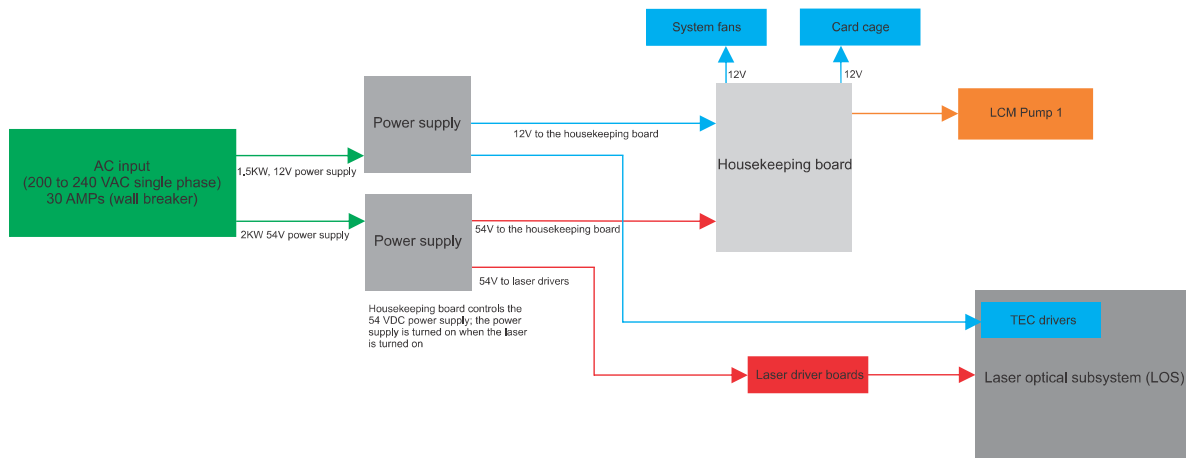 System fans
Card cage
12V
12V
Power supply
LCM Pump 1
12V to the housekeeping board
AC input
(200 to 240 VAC single phase)
30 AMPs (wall breaker)
1.5KW, 12V power supply
Housekeeping board
2KW 54V power supply
Power supply
54V to the housekeeping board
54V to laser drivers
Housekeeping board controls the
54 VDC power supply; the power
supply is turned on when the laser
is turned on
TEC drivers
Laser driver boards
Laser optical subsystem (LOS)